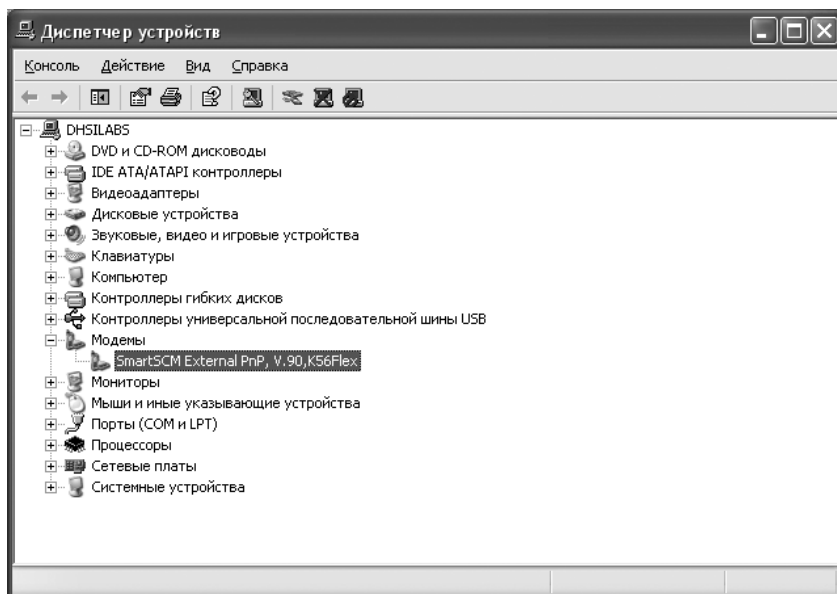 Диспетчер устройств
Консоль Действие Вид Справка
DHSILABS
DVD и CD-ROM дисководы
IDE ATA/ATAPI контроллеры
Видеоадаптеры
Дисковые устройства
Звуковые, видео и игровые устройства
Клавиатуры
Компьютер
Контроллеры гибких дисков
Контроллеры универсальной последовательной шины USB
Модемы
SmartSCM External PnP, V.90,K56Flex
Мониторы
Мыши и иные указывающие устройства
Порты (COM и LPT)
Процессоры
Сетевые платы
Системные устройства